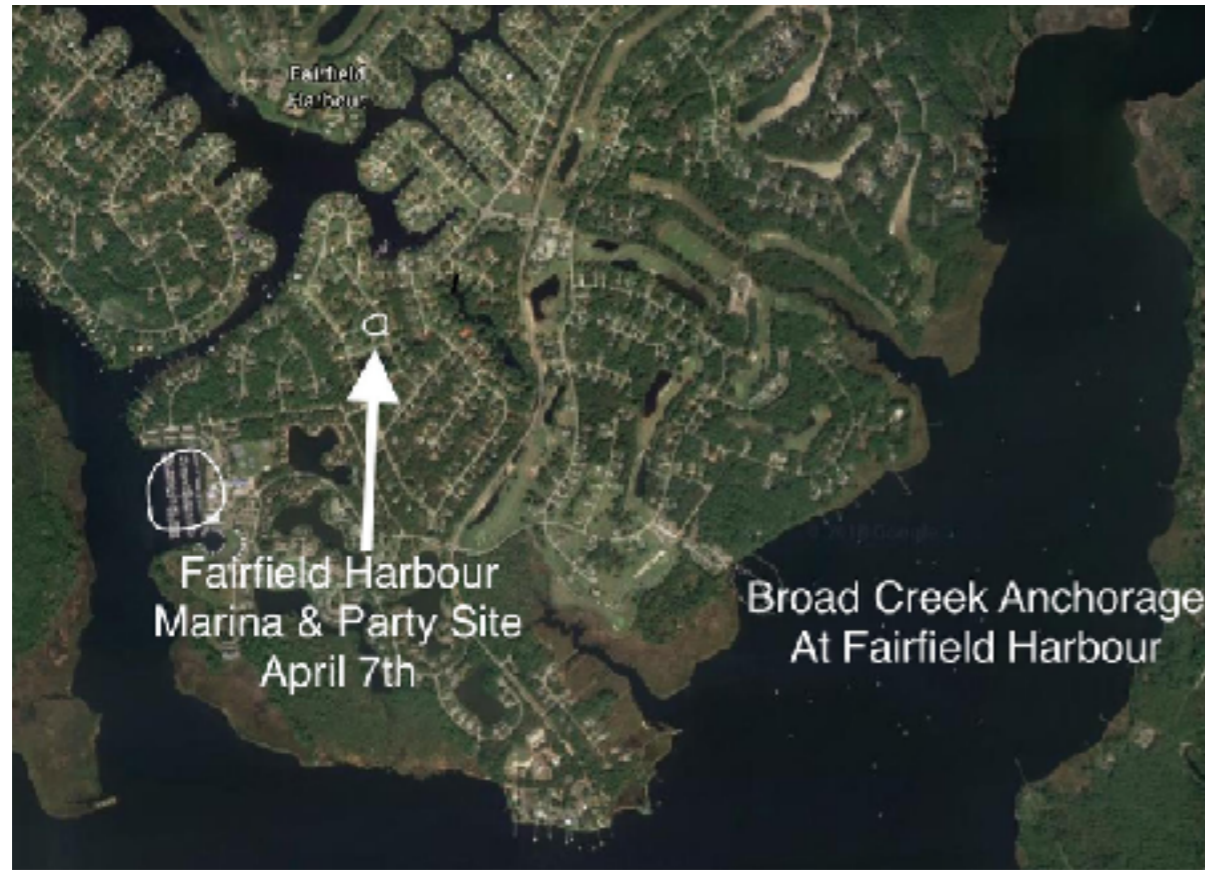 Fairfield
Harbour
Fairfield Harbour
Marina & Party Site
April 7th
Broad Creek Anchorage
At Fairfield Harbour